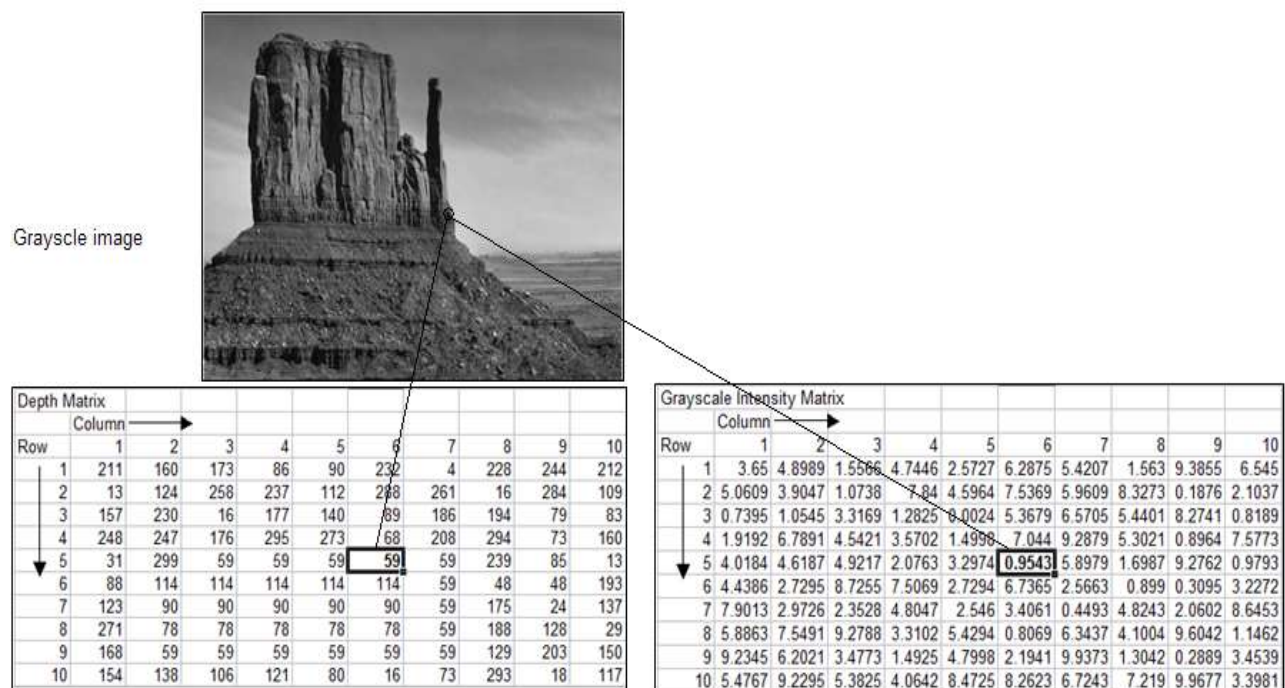 Grayscle image
Depth Matrix
Column
Row 1 2 3 4 5 6 7 8 9 10
1 211 160 173 86 90 232 4 228 244 212
2 13 124 258 237 112 288 261 16 284 109
3 157 230 16 177 140 89 186 194 79 83
4 248 247 176 295 273 68 208 294 73 160
5 31 299 59 59 59 59 59 239 85 13
6 88 114 114 114 114 114 59 48 48 193
7 123 90 90 90 90 90 59 175 24 137
8 271 78 78 78 78 78 59 188 128 29
9 168 59 59 59 59 59 59 129 203 150
10 154 138 106 121 80 16 73 293 18 117
Grayscale Intensity Matrix
Column
Row 1 2 3 4 5 6 7 8 9 10
1 3.65 4.8989 1.5566 4.7446 2.5727 6.2875 5.4207 1.563 9.3855 6.545
2 5.0609 3.9047 1.0738 7.84 4.5964 7.5369 5.9609 8.3273 0.1876 2.1037
3 0.7395 1.0545 3.3169 1.2825 0.0024 5.3679 6.5705 5.4401 8.2741 0.8189
4 1.9192 6.7891 4.5421 3.5702 1.4998 7.044 9.2879 5.3021 0.8964 7.5773
5 4.0184 4.6187 4.9217 2.0763 3.2974 0.9543 5.8979 1.6987 9.2762 0.9793
6 4.4386 2.7295 8.7255 7.5069 2.7294 6.7365 2.5663 0.899 0.3095 3.2272
7 7.9013 2.9726 2.3528 4.8047 2.546 3.4061 0.4493 4.8243 2.0602 8.6453
8 5.8863 7.5491 9.2788 3.3102 5.4294 0.8069 6.3437 4.1004 9.6042 1.1462
9 9.2345 6.2021 3.4773 1.4925 4.7998 2.1941 9.9373 1.3042 0.2889 3.4539
10 5.4767 9.2295 5.3825 4.0642 8.4725 8.2623 6.7243 7.219 9.9677 3.3981